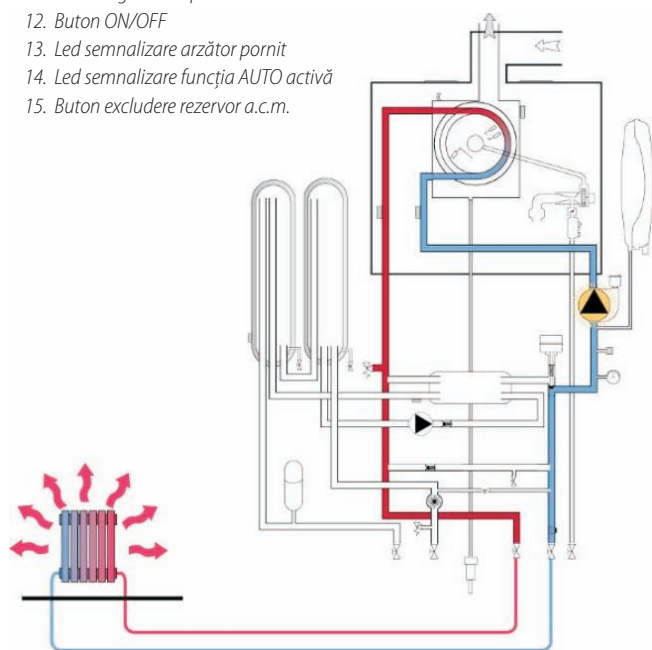 12. Buton ON/OFF
13. Led semnalizare arzător pornit
14. Led semnalizare funcția AUTO activă
15. Buton excludere rezervor a.c.m.